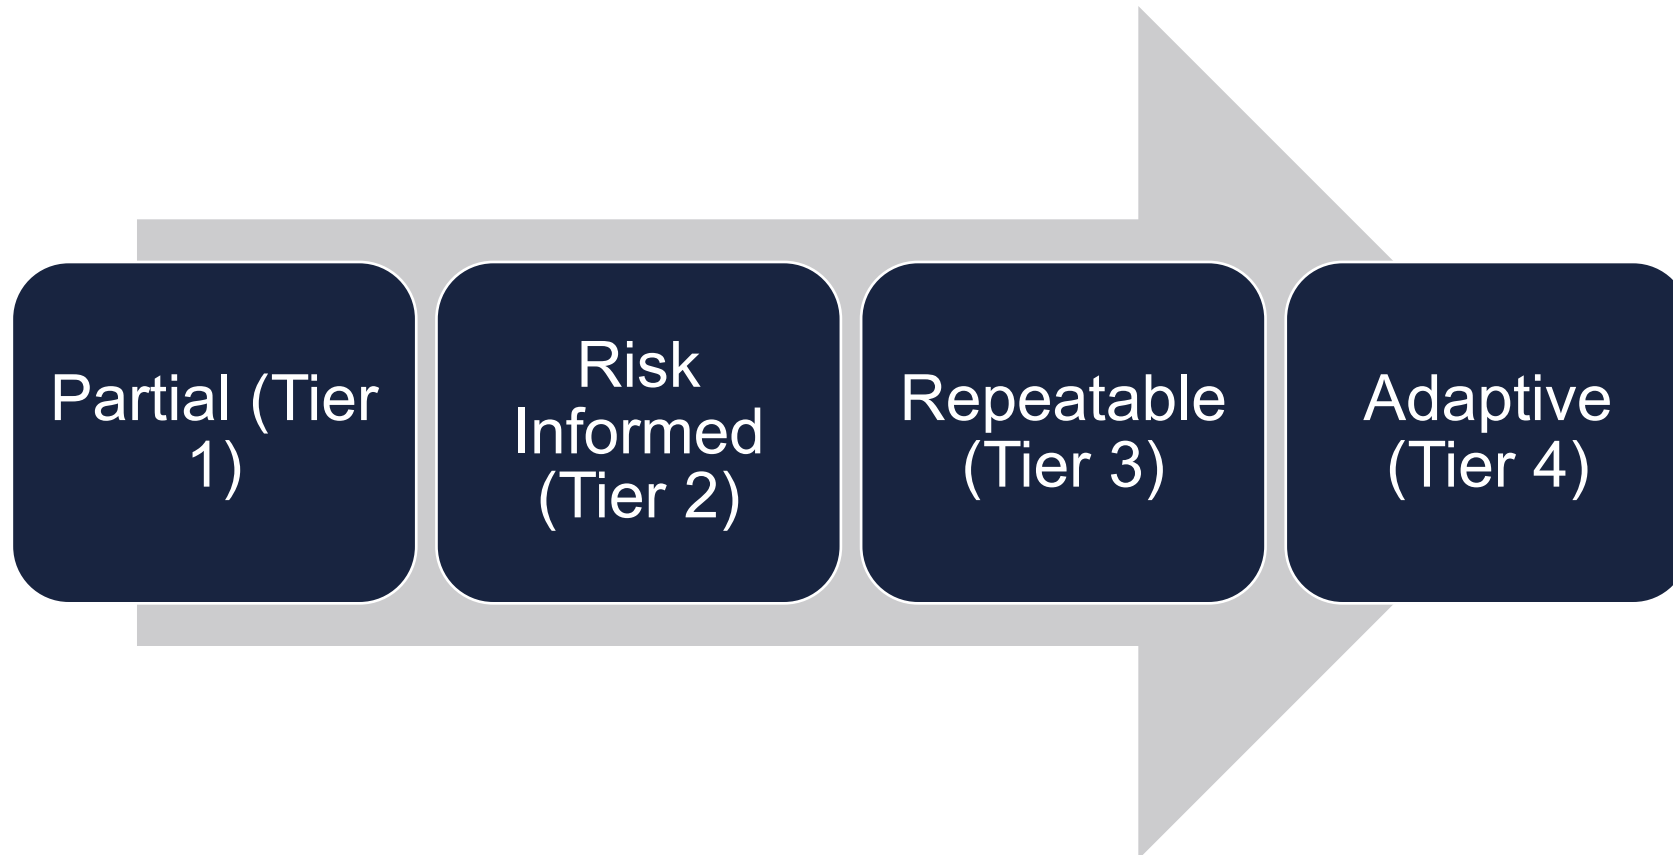 Partial (Tier
1)
Risk
Informed
(Tier 2)
Repeatable
(Tier 3)
Adaptive
(Tier 4)